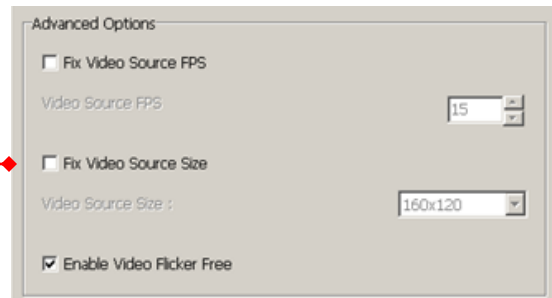 Advanced Options
Fix Video Source FPS
Video Source FPS 15
Fix Video Source Size
Video Source Size : 160x120
Enable Video Flicker Free